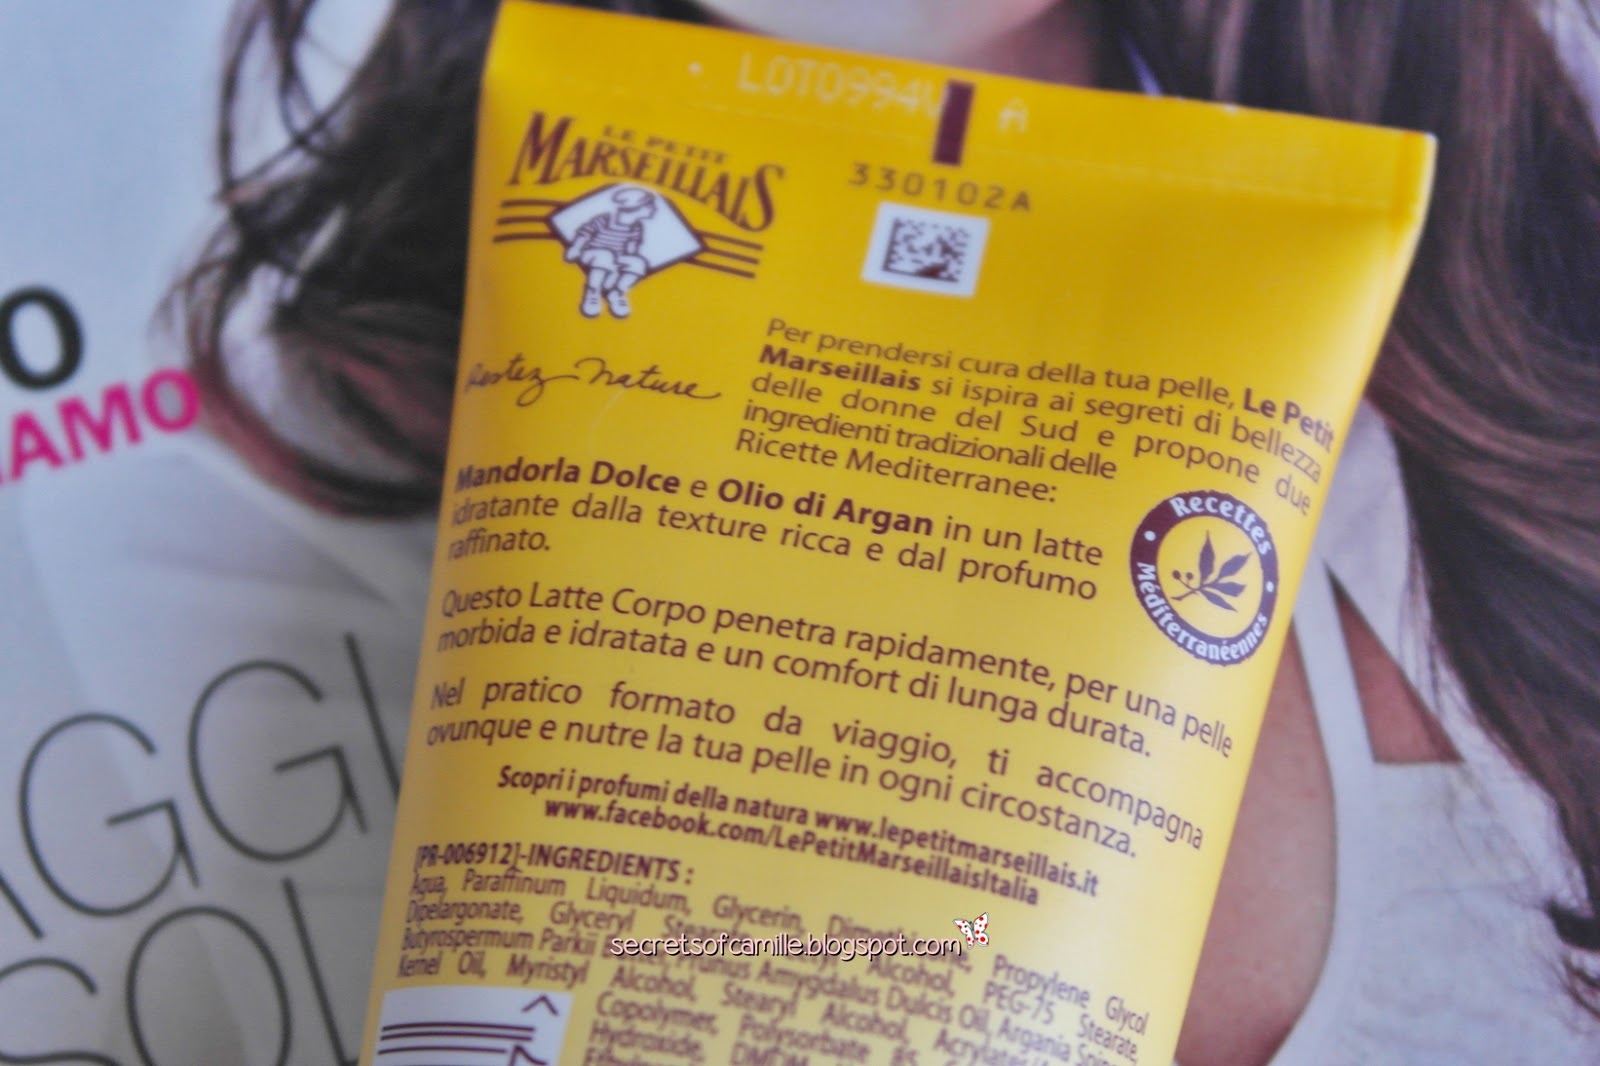 LOT0994V A
LE PETIT
MARSEILLAIS
330102A
Restez Nature
Per prendersi cura della tua pelle, Le Petit
Marseillais si ispira ai segreti di bellezza
delle donne del Sud e propone due
ingredienti tradizionali delle
Ricette Mediterranee:
Mandorla Dolce e Olio di Argan in un latte
idratante dalla texture ricca e dal profumo
raffinato.
Recettes
Méditerranéennes
Questo Latte Corpo penetra rapidamente, per una pelle
morbida e idratata e un comfort di lunga durata.
Nel pratico formato da viaggio, ti accompagna
ovunque e nutre la tua pelle in ogni circostanza.
Scopri i profumi della natura www.lepetitmarseillais.it
www.facebook.com/LePetitMarseillaisItalia
[PR-006912]-INGREDIENTS :
Aqua, Paraffinum Liquidum, Glycerin, Propylene Glycol
Dipelargonate, Glyceryl Alcohol, PEG-75 Stearate,
Butyrospermum Parkii Prunus Amygdalus Dulcis Oil, Argania
Kernel Oil, Myristyl Alcohol, Stearyl Alcohol,
Copolymer, Polysorbate
Hydroxide,
secretsofcamille.blogspot.com
O
IAMO
AGGI
SOL